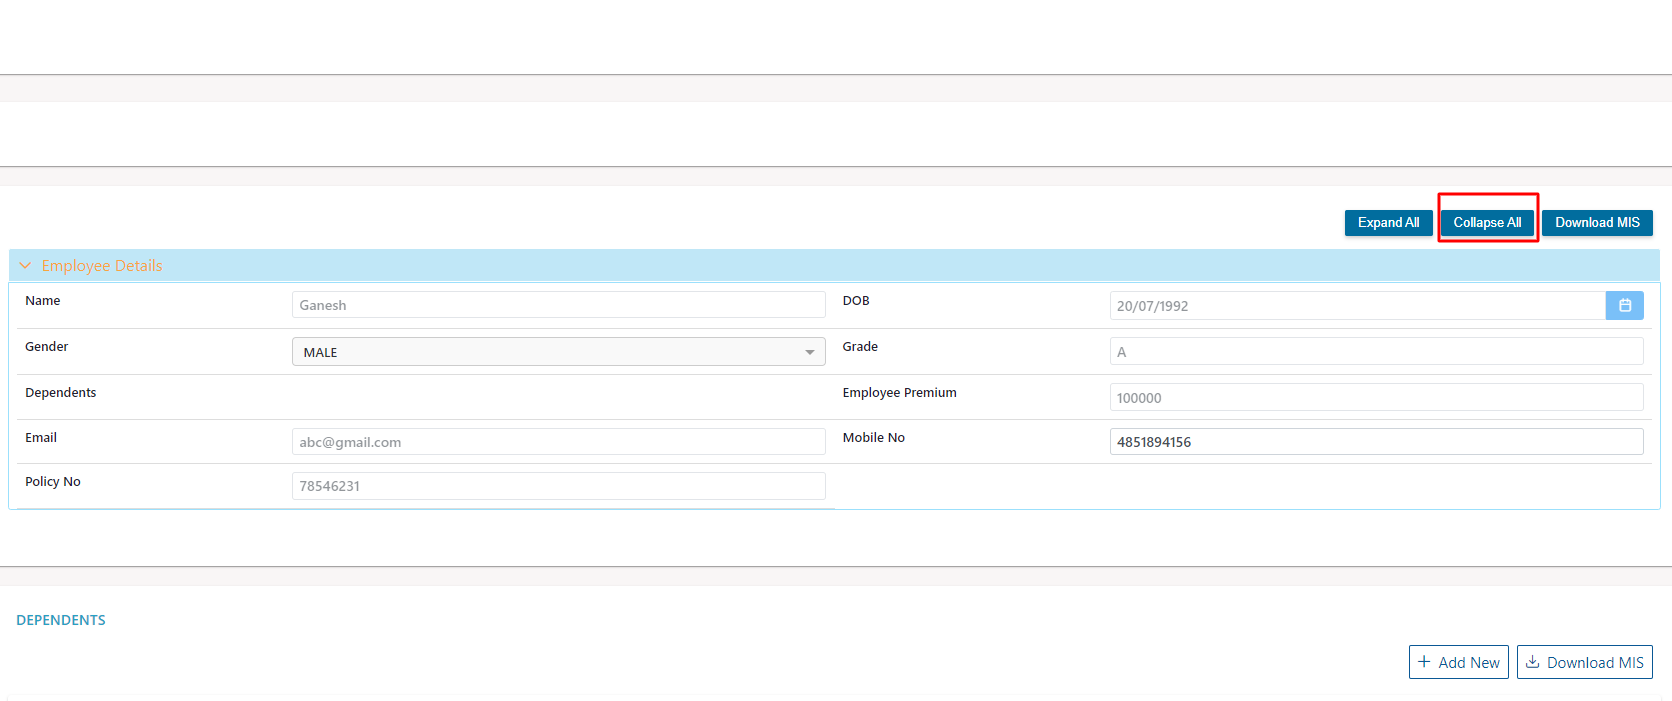 Expand All Collapse All Download MIS
Employee Details
Name Ganesh DOB 20/07/1992
Gender MALE Grade A
Dependents Employee Premium 100000
Email abc@gmail.com Mobile No 4851894156
Policy No 78546231
DEPENDENTS
Add New Download MIS